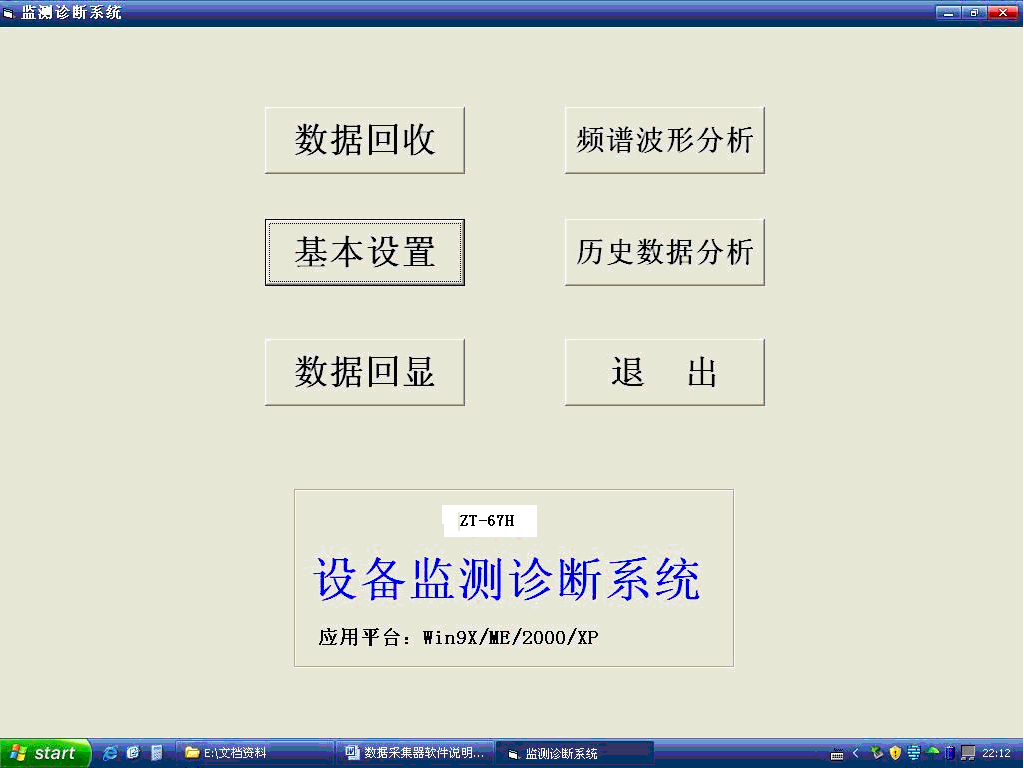 监测诊断系统
数据回收
频谱波形分析
基本设置
历史数据分析
数据回显
退 出
ZT-67H
设备监测诊断系统
应用平台：Win9X/ME/2000/XP
start
E:\文档资料
数据采集器软件说明...
监测诊断系统
22:12